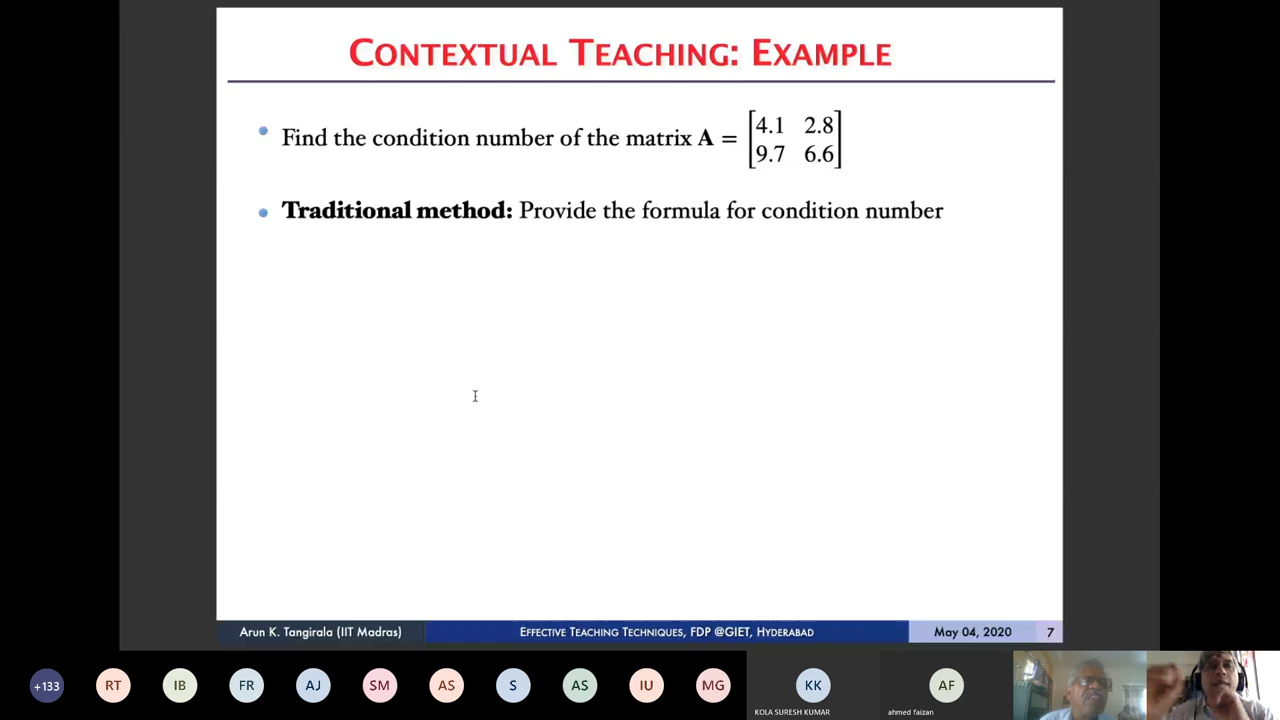 CONTEXTUAL TEACHING: EXAMPLE
Find the condition number of the matrix A = [4.1 2.8
9.7 6.6]
Traditional method: Provide the formula for condition number
Arun K. Tangirala (IIT Madras) EFFECTIVE TEACHING TECHNIQUES, FDP @GIET, HYDERABAD May 04, 2020 7
+133 RT IB FR AJ SM AS S AS IU MG KK AF
KOLA SURESH KUMAR ahmed faizan